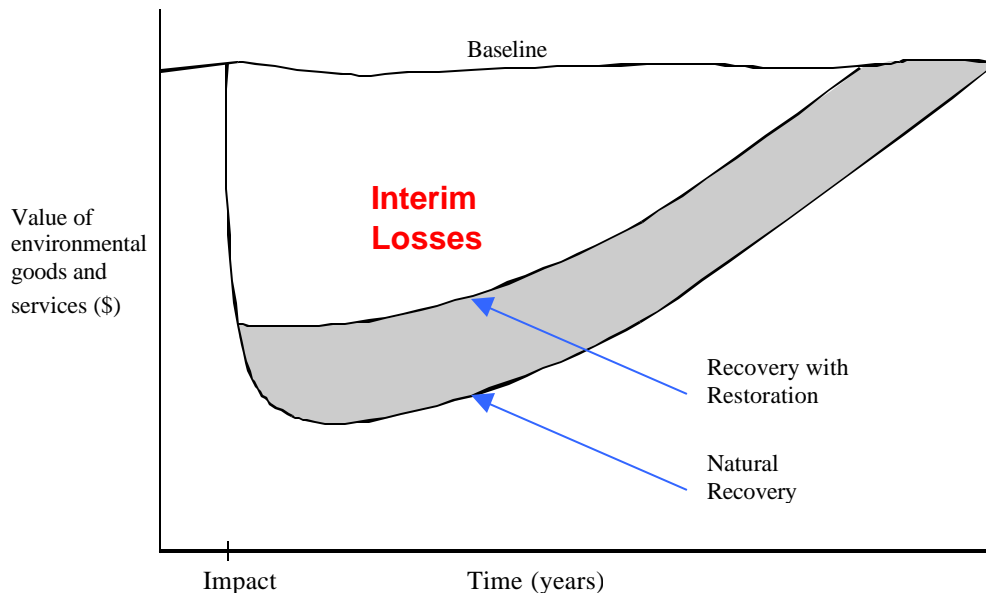 Baseline
Interim
Losses
Value of
environmental
goods and
services ($)
Recovery with
Restoration
Natural
Recovery
Impact
Time (years)